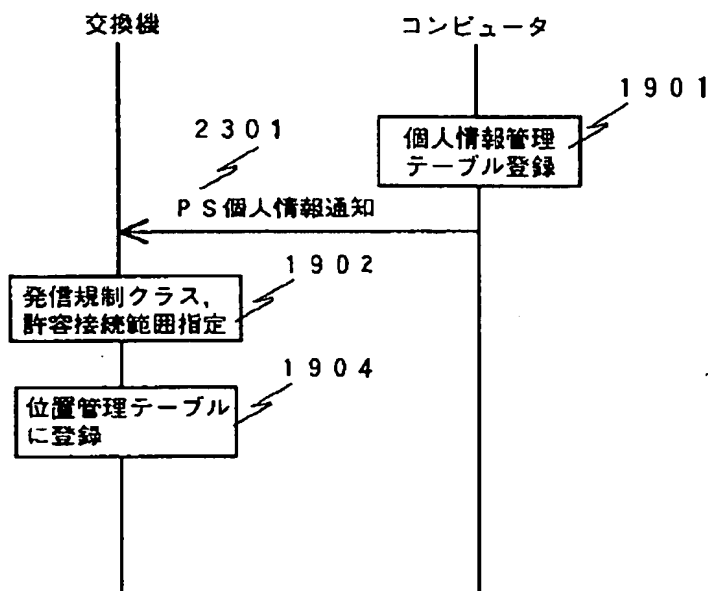 交換機
コンピュータ
1901
個人情報管理
テーブル登録
2301
PS個人情報通知
1902
発信規制クラス,
許容接続範囲指定
1904
位置管理テーブル
に登録